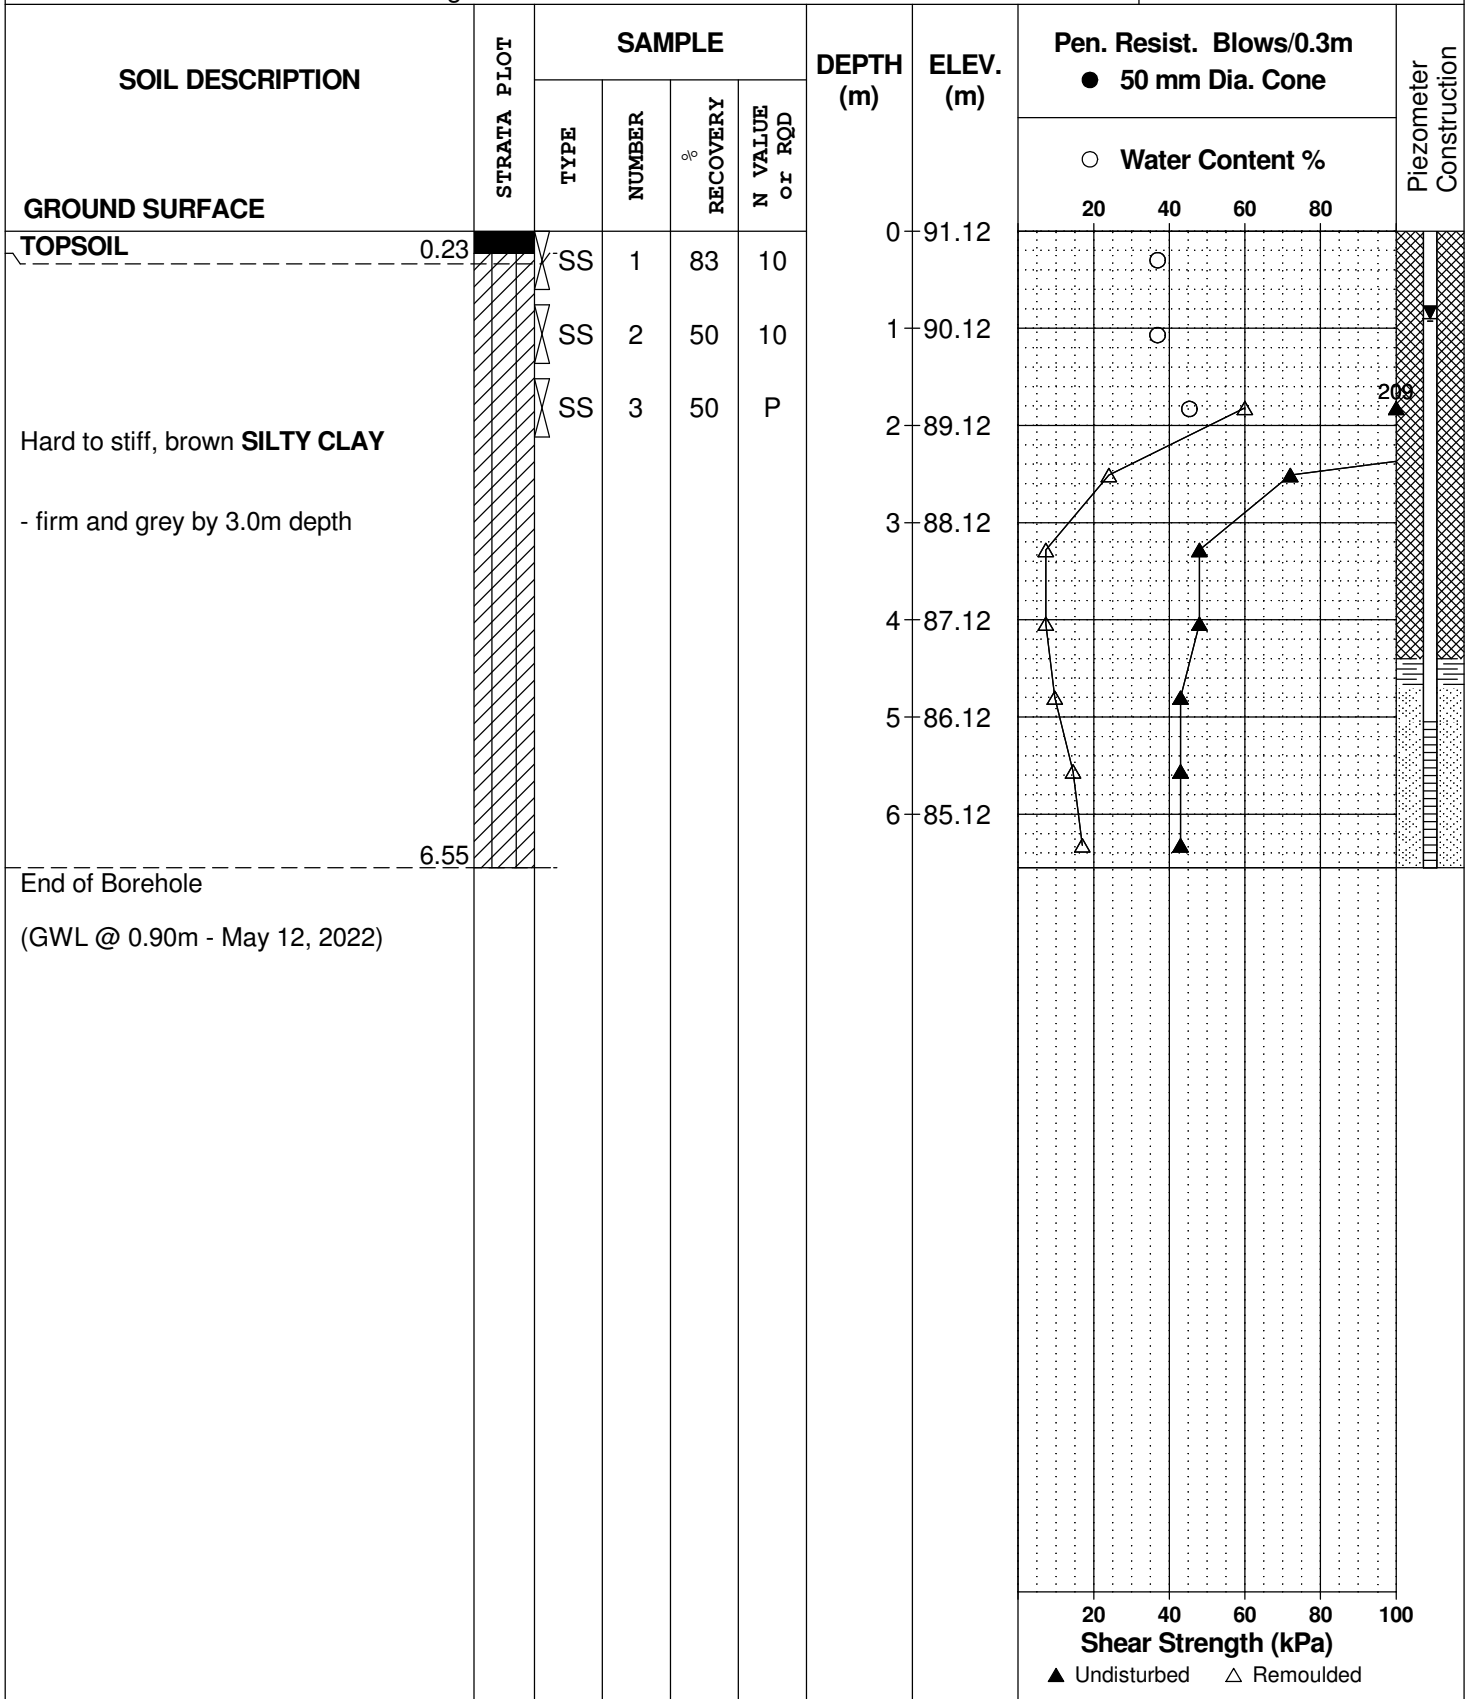 SOIL DESCRIPTION
GROUND SURFACE
STRATA PLOT
SAMPLE
TYPE
NUMBER
%
RECOVERY
N VALUE
or RQD
DEPTH
(m)
ELEV.
(m)
Pen. Resist. Blows/0.3m
● 50 mm Dia. Cone
○ Water Content %
20 40 60 80
Piezometer
Construction
TOPSOIL 0.23
SS 1 83 10
0 91.12
SS 2 50 10
1 90.12
SS 3 50 P
209
2 89.12
Hard to stiff, brown SILTY CLAY
- firm and grey by 3.0m depth
3 88.12
4 87.12
5 86.12
6 85.12
6.55
End of Borehole
(GWL @ 0.90m - May 12, 2022)
20 40 60 80 100
Shear Strength (kPa)
▲ Undisturbed △ Remoulded